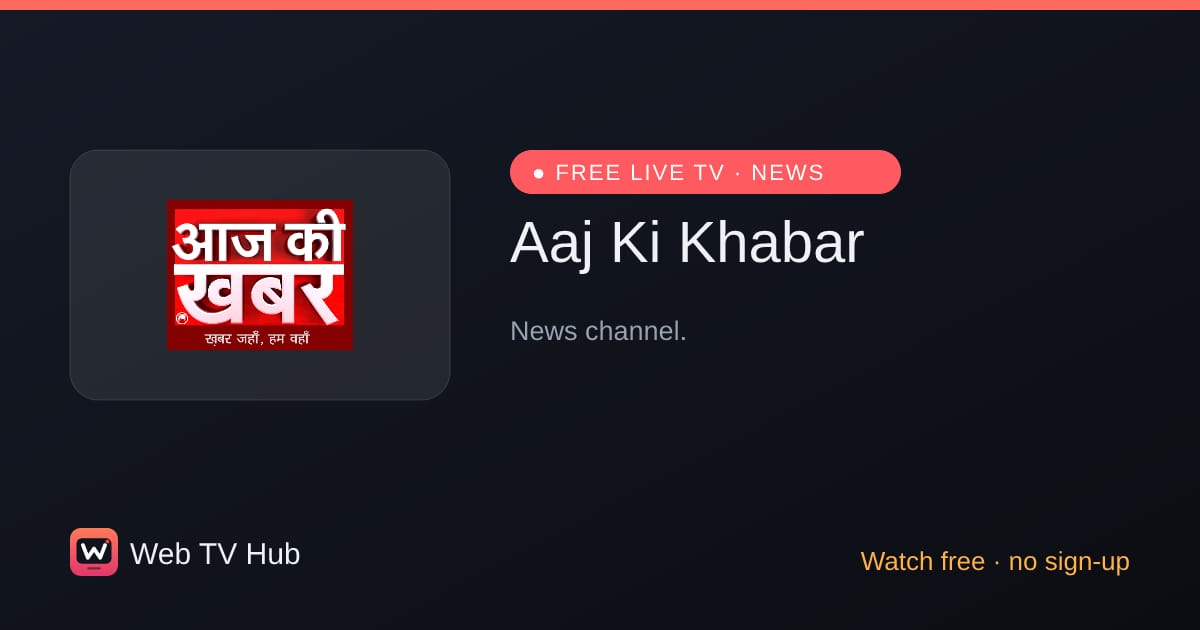 आज की
खबर
ख़बर जहाँ, हम वहाँ
● FREE LIVE TV · NEWS
Aaj Ki Khabar
News channel.
W
Web TV Hub
Watch free · no sign-up